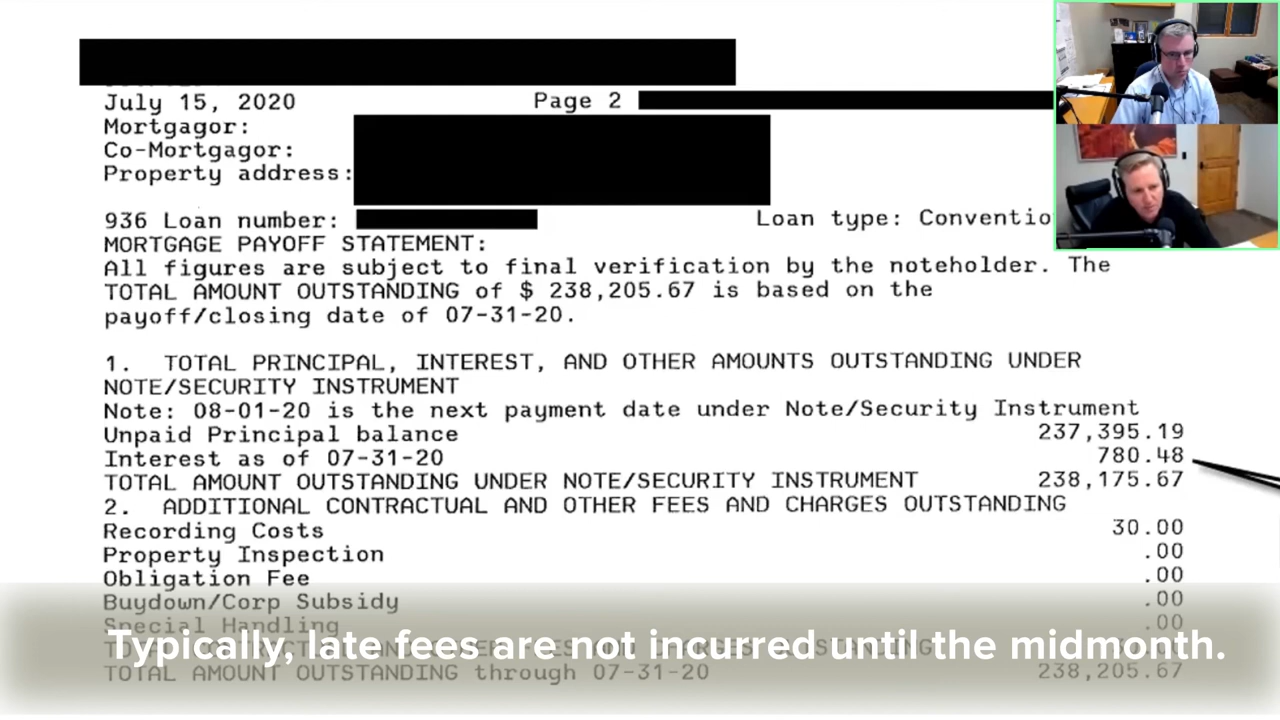 July 15, 2020 Page 2
Mortgagor:
Co-Mortgagor:
Property address:
936 Loan number: Loan type: Conventio
MORTGAGE PAYOFF STATEMENT:
All figures are subject to final verification by the noteholder. The
TOTAL AMOUNT OUTSTANDING of $ 238,205.67 is based on the
payoff/closing date of 07-31-20.
1. TOTAL PRINCIPAL, INTEREST, AND OTHER AMOUNTS OUTSTANDING UNDER
NOTE/SECURITY INSTRUMENT
Note: 08-01-20 is the next payment date under Note/Security Instrument
Unpaid Principal balance 237,395.19
Interest as of 07-31-20 780.48
TOTAL AMOUNT OUTSTANDING UNDER NOTE/SECURITY INSTRUMENT 238,175.67
2. ADDITIONAL CONTRACTUAL AND OTHER FEES AND CHARGES OUTSTANDING
Recording Costs 30.00
Property Inspection .00
Obligation Fee .00
Buydown/Corp Subsidy .00
Special Handling .00
Typically, late fees are not incurred until the midmonth.
TOTAL AMOUNT OUTSTANDING through 07-31-20 238,205.67